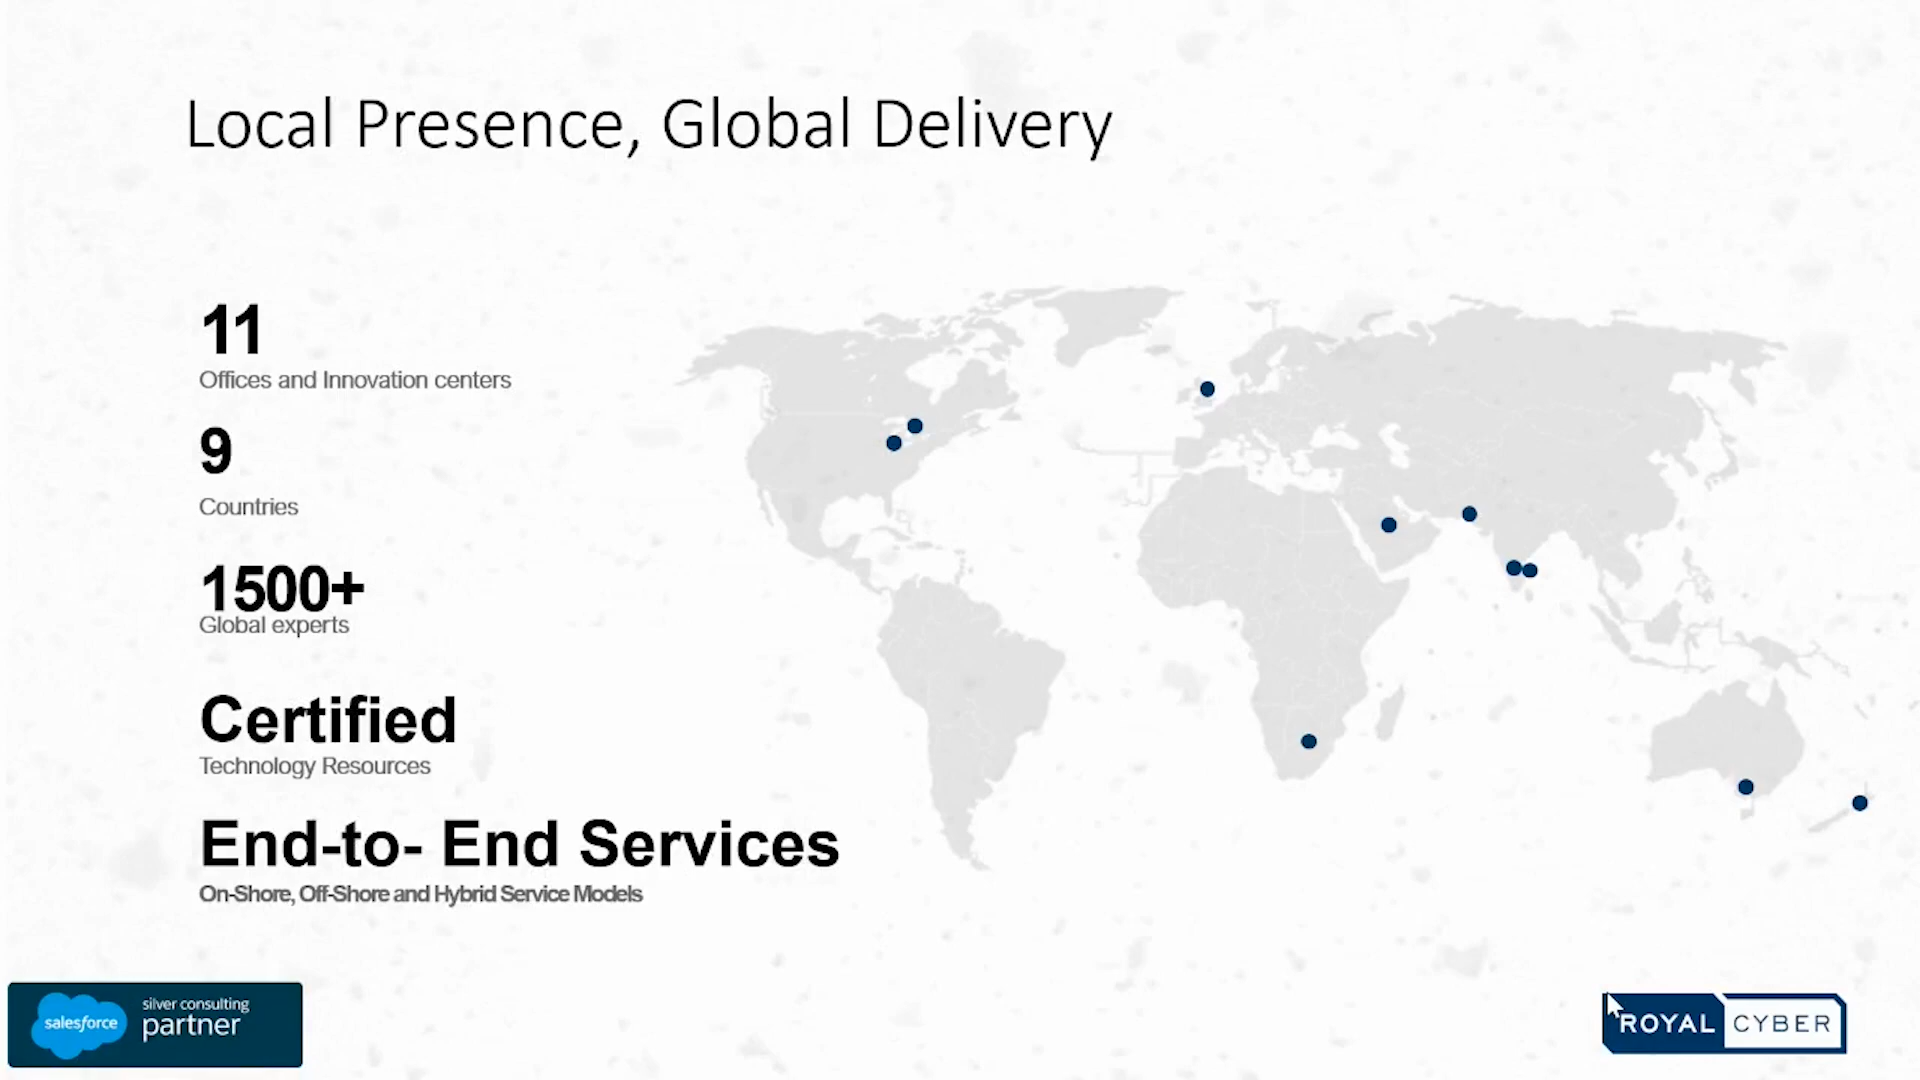 Local Presence, Global Delivery
11
Offices and Innovation centers
9
Countries
1500+
Global experts
Certified
Technology Resources
End-to- End Services
On-Shore, Off-Shore and Hybrid Service Models
salesforce
silver consulting
partner
ROYAL CYBER